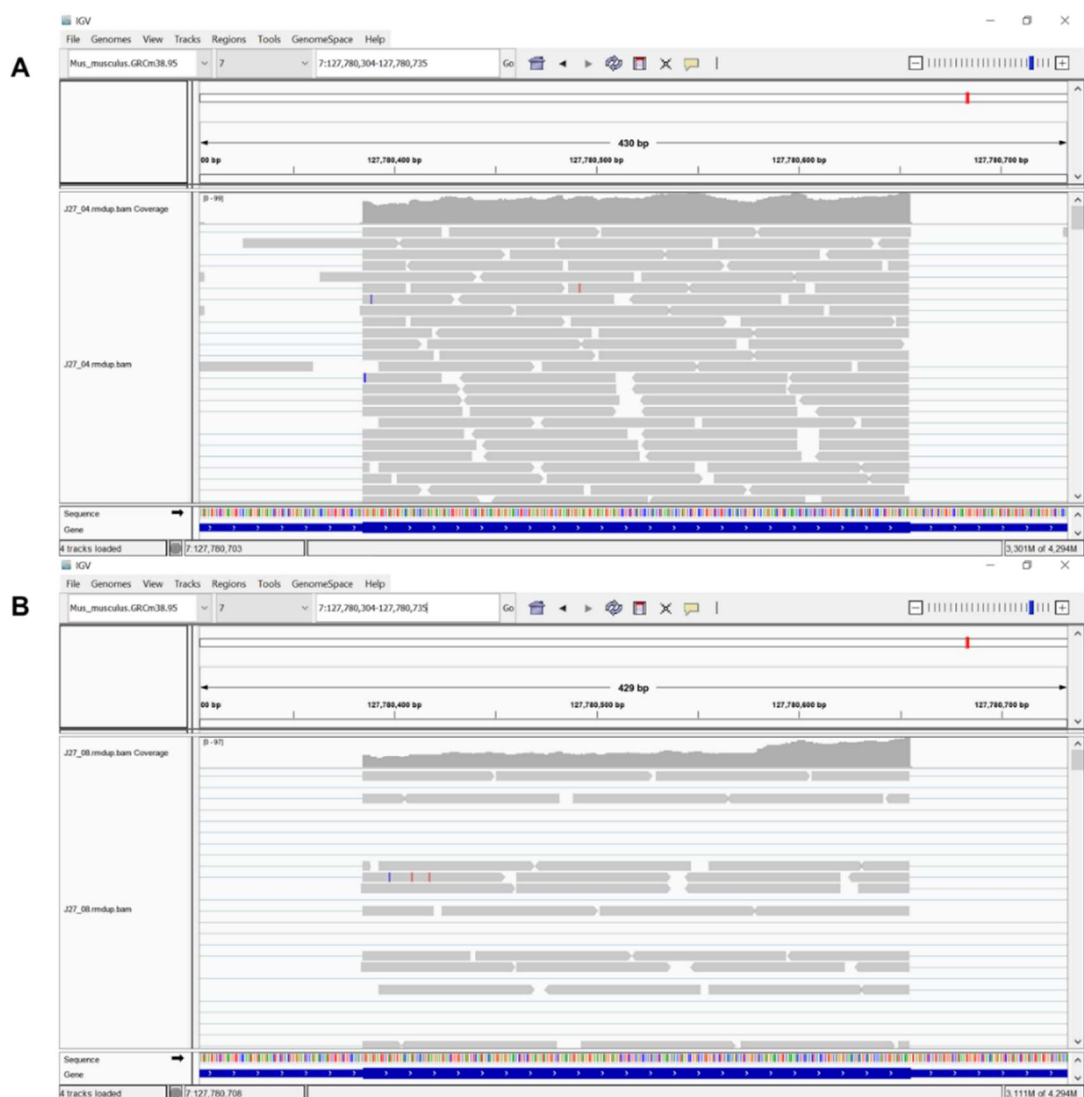 A
IGV
File Genomes View Tracks Regions Tools GenomeSpace Help
Mus_musculus.GRCm38.95 7 7:127,780,304-127,780,735 Go
430 bp
00 bp 127,780,400 bp 127,780,500 bp 127,780,600 bp 127,780,700 bp
J27_04.rmdup.bam Coverage [0 - 99]
J27_04.rmdup.bam
Sequence
Gene
4 tracks loaded 7:127,780,703 3,301M of 4,294M
B
IGV
File Genomes View Tracks Regions Tools GenomeSpace Help
Mus_musculus.GRCm38.95 7 7:127,780,304-127,780,735 Go
429 bp
00 bp 127,780,400 bp 127,780,500 bp 127,780,600 bp 127,780,700 bp
J27_08.rmdup.bam Coverage [0 - 97]
J27_08.rmdup.bam
Sequence
Gene
4 tracks loaded 7:127,780,708 3,111M of 4,294M